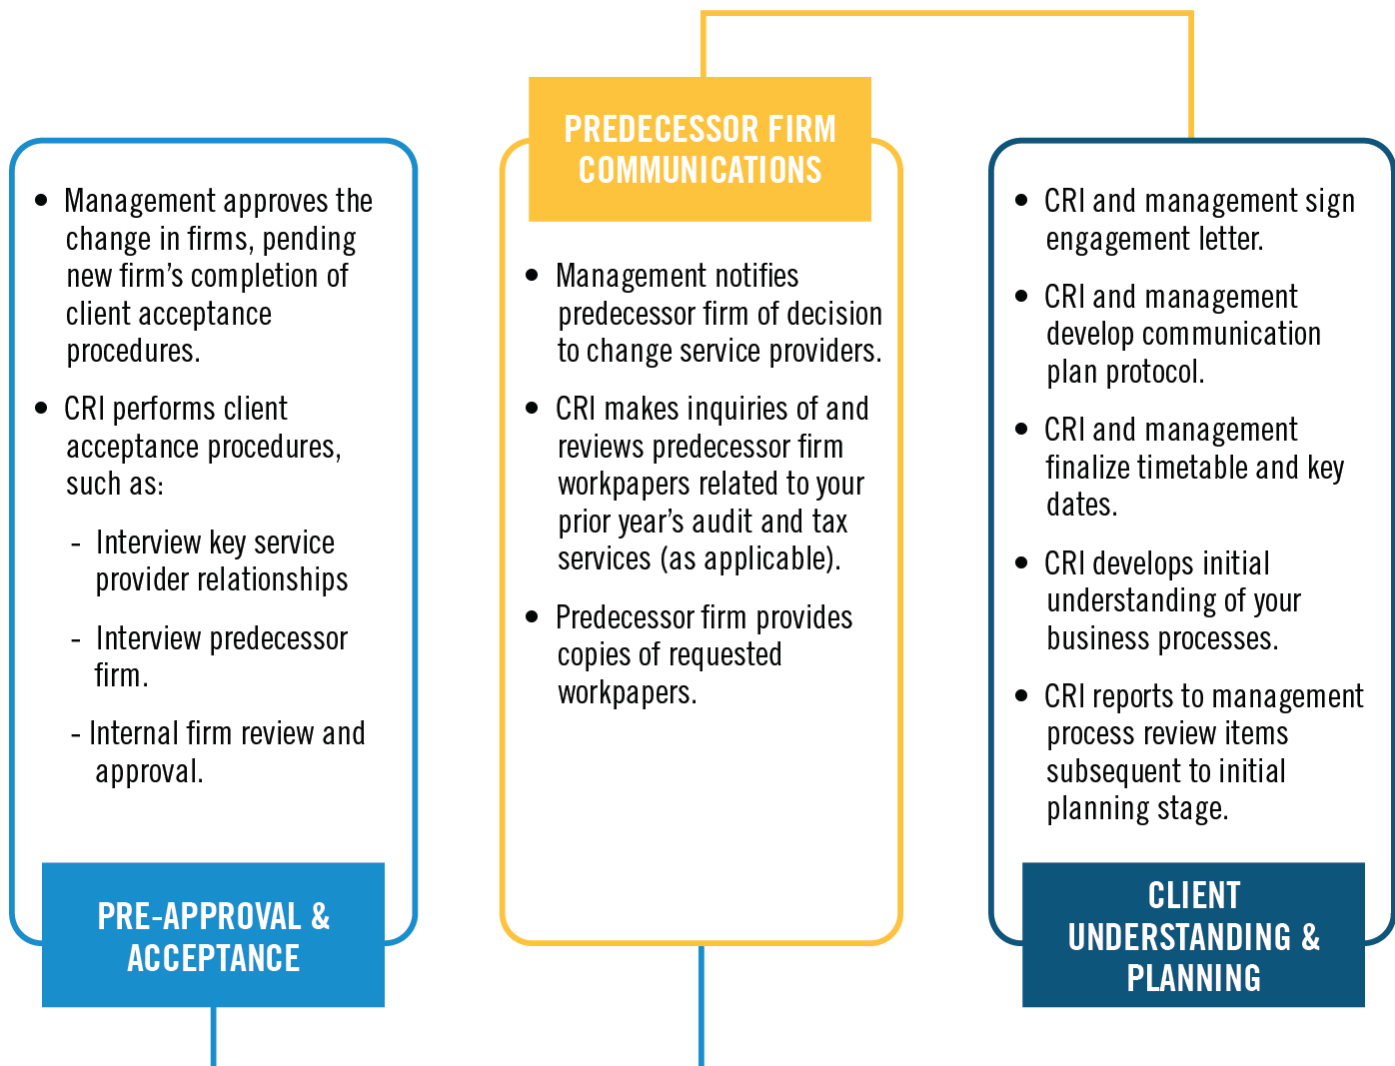 • Management approves the
change in firms, pending
new firm’s completion of
client acceptance
procedures.
• CRI performs client
acceptance procedures,
such as:
- Interview key service
provider relationships
- Interview predecessor
firm.
- Internal firm review and
approval.
PRE-APPROVAL &
ACCEPTANCE
PREDECESSOR FIRM
COMMUNICATIONS
• Management notifies
predecessor firm of decision
to change service providers.
• CRI makes inquiries of and
reviews predecessor firm
workpapers related to your
prior year’s audit and tax
services (as applicable).
• Predecessor firm provides
copies of requested
workpapers.
• CRI and management sign
engagement letter.
• CRI and management
develop communication
plan protocol.
• CRI and management
finalize timetable and key
dates.
• CRI develops initial
understanding of your
business processes.
• CRI reports to management
process review items
subsequent to initial
planning stage.
CLIENT
UNDERSTANDING &
PLANNING